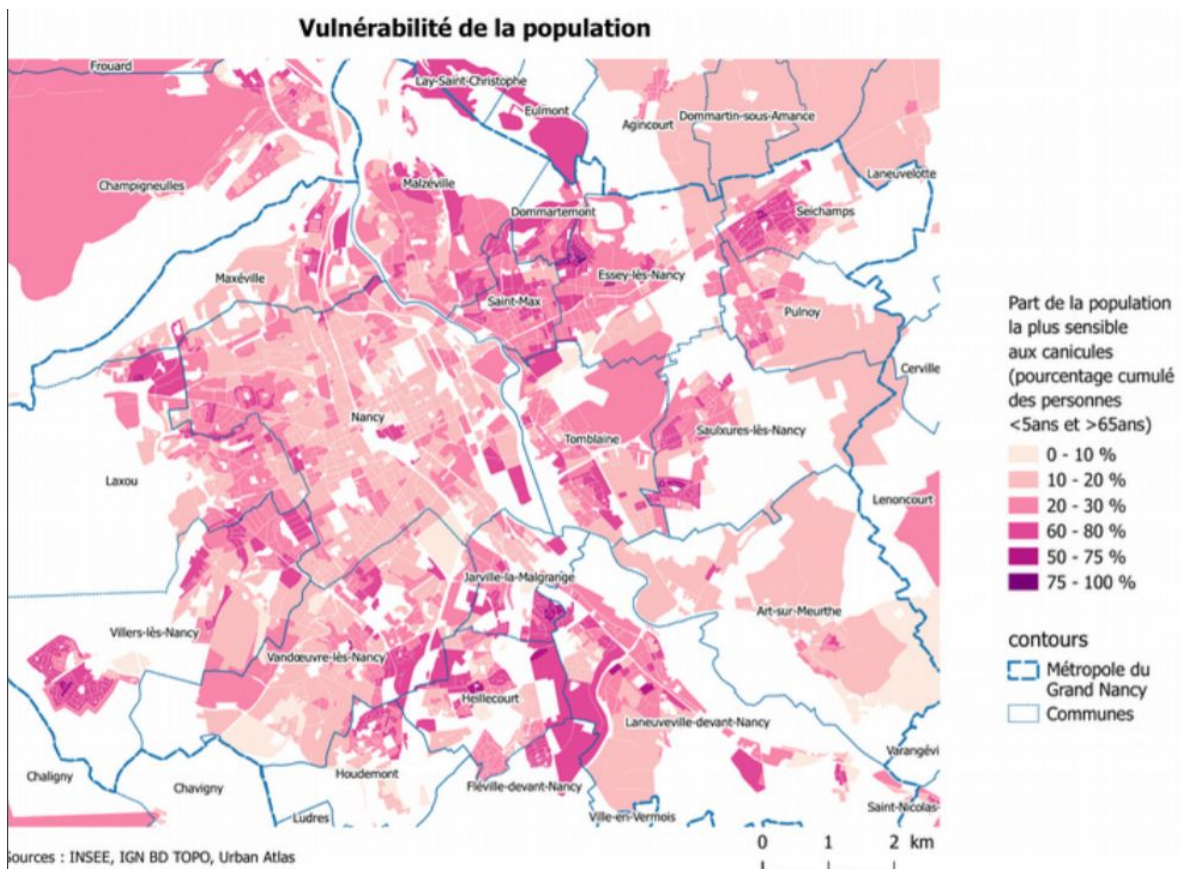 Vulnérabilité de la population
Frouard
Lay-Saint-Christophe
Eulmont
Agincourt
Dommartin-sous-Amance
Laneuvelotte
Champigneulles
Malzéville
Dommartemont
Seichamps
Maxéville
Essey-lès-Nancy
Saint-Max
Pulnoy
Cerville
Nancy
Tomblaine
Saulxures-lès-Nancy
Laxou
Lenoncourt
Jarville-la-Malgrange
Art-sur-Meurthe
Villers-lès-Nancy
Vandœuvre-lès-Nancy
Heillecourt
Laneuveville-devant-Nancy
Varangévi
Chaligny
Chavigny
Houdemont
Fléville-devant-Nancy
Saint-Nicolas-
Ludres
Ville-en-Vermois
Part de la population
la plus sensible
aux canicules
(pourcentage cumulé
des personnes
<5ans et >65ans)
0 - 10 %
10 - 20 %
20 - 30 %
60 - 80 %
50 - 75 %
75 - 100 %
contours
Métropole du
Grand Nancy
Communes
0 1 2 km
Sources : INSEE, IGN BD TOPO, Urban Atlas